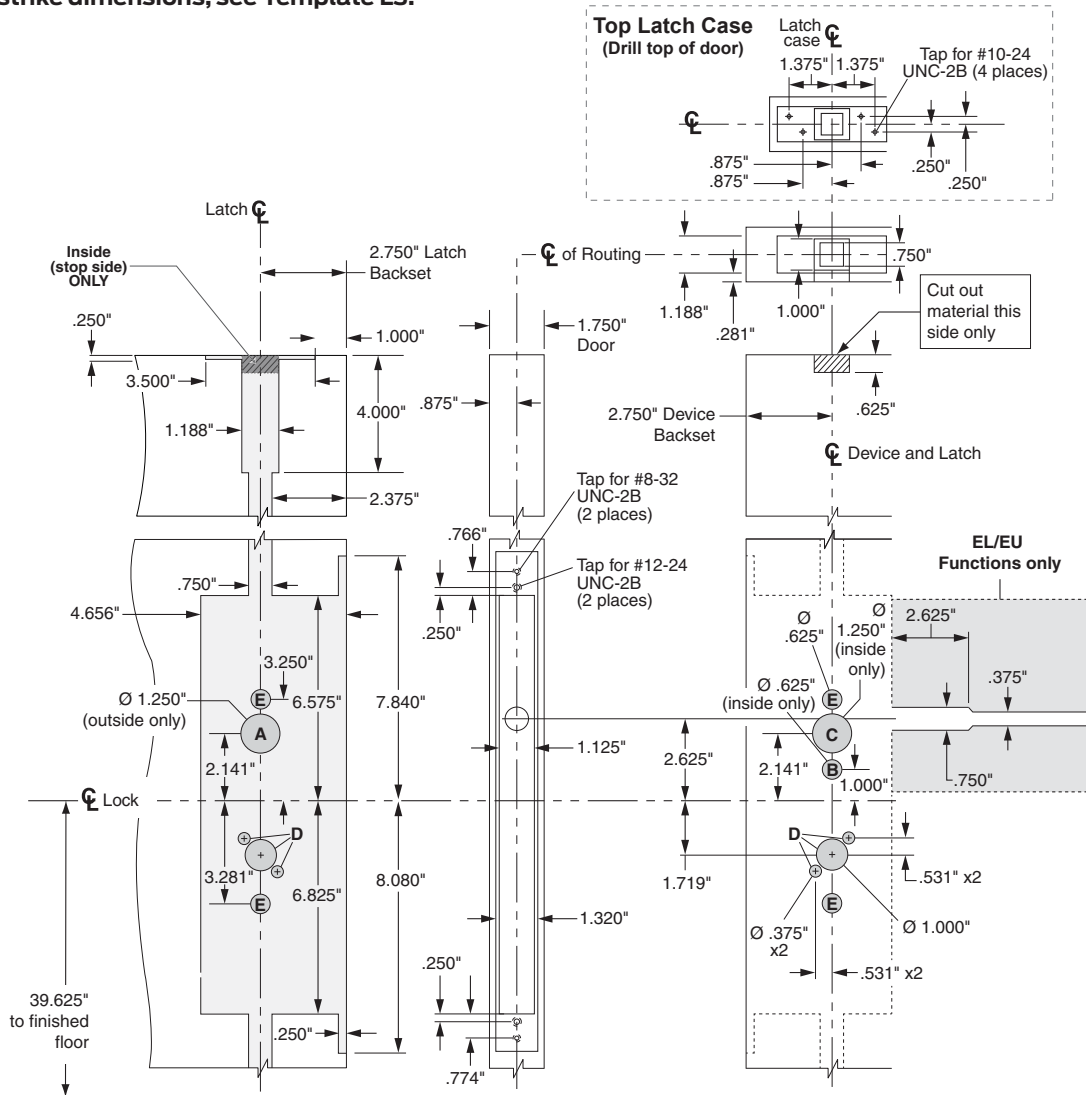 strike dimensions, see Template ES.
Top Latch Case
(Drill top of door)
Latch
case ℄
1.375" 1.375"
Tap for #10-24
UNC-2B (4 places)
℄
.875"
.875"
.250"
.250"
Latch ℄
Inside
(stop side)
ONLY
2.750" Latch
Backset
℄ of Routing
.750"
1.188"
.281"
1.000"
Cut out
material this
side only
.250"
1.000"
1.750"
Door
3.500"
4.000"
.875"
.625"
1.188"
2.750" Device
Backset
2.375"
℄ Device and Latch
Tap for #8-32
UNC-2B
(2 places)
.766"
Tap for #12-24
UNC-2B
(2 places)
.250"
EL/EU
Functions only
.750"
4.656"
3.250"
Ø 1.250"
(outside only)
E
A
6.575"
7.840"
2.141"
1.125"
2.625"
Ø
.625"
Ø
1.250"
(inside
only)
2.625"
.375"
Ø .625"
(inside only)
E
C
B
2.141"
1.000"
.750"
℄ Lock
D
3.281"
E
6.825"
8.080"
1.719"
1.320"
D
.531" x2
E
Ø .375"
x2
Ø 1.000"
.531" x2
39.625"
to finished
floor
.250"
.250"
.774"